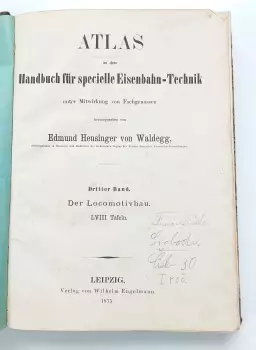 ATLAS
zu dem
Handbuch für specielle Eisenbahn-Technik
unter Mitwirkung von Fachgenossen
herausgegeben von
Edmund Heusinger von Waldegg,
Dritter Band.
Der Locomotivbau.
LVIII Tafeln.
LEIPZIG,
Verlag von Wilhelm Engelmann.
1875